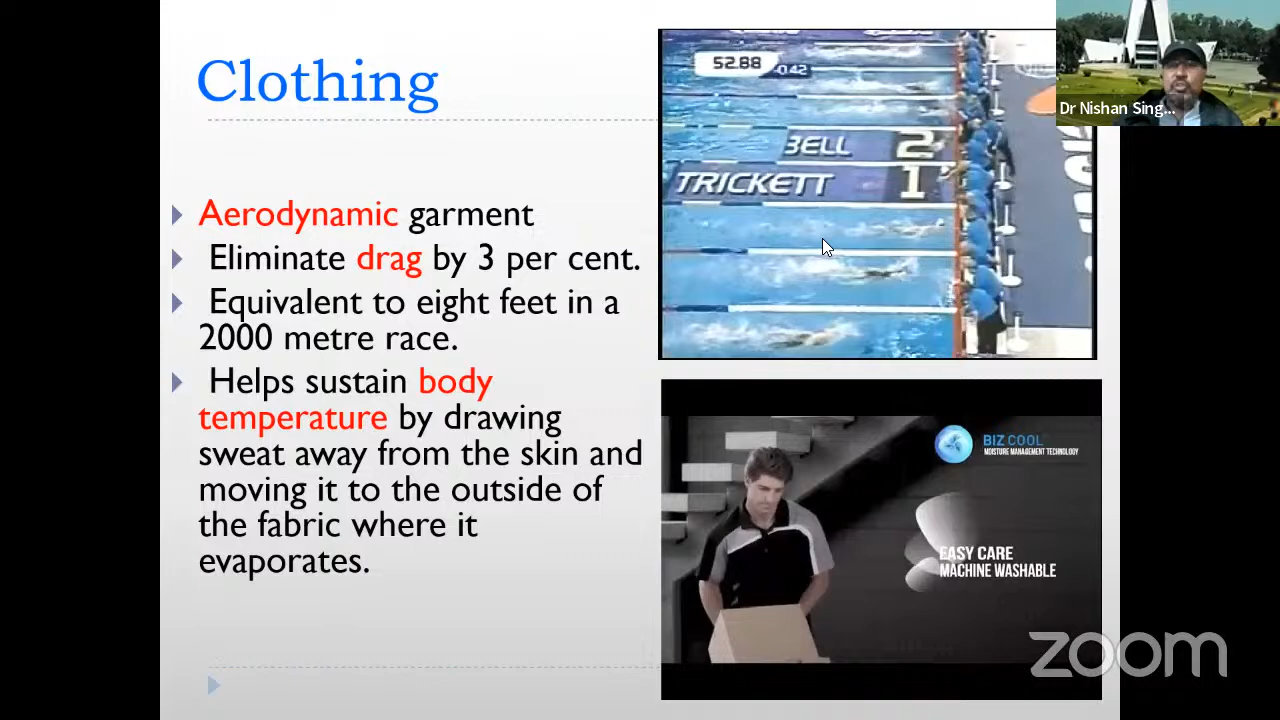 Clothing
Aerodynamic garment
Eliminate drag by 3 per cent.
Equivalent to eight feet in a
2000 metre race.
Helps sustain body
temperature by drawing
sweat away from the skin and
moving it to the outside of
the fabric where it
evaporates.
52.88
-0.42
BELL 2
TRICKETT 1
Dr Nishan Sing...
BIZ COOL
MOISTURE MANAGEMENT TECHNOLOGY
EASY CARE
MACHINE WASHABLE
zoom